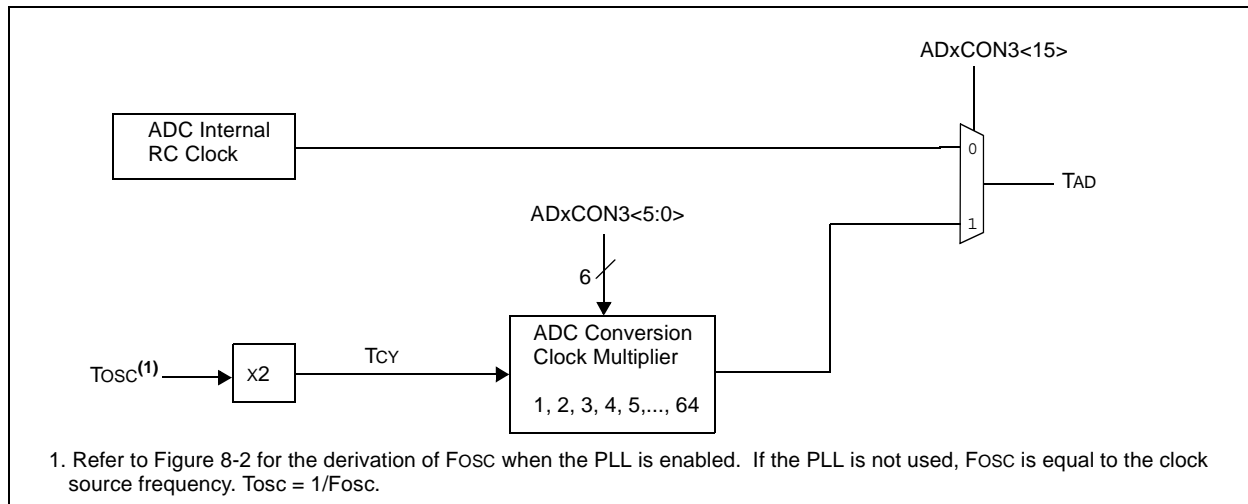 ADxCON3<15>
ADC Internal
RC Clock
0
TAD
ADxCON3<5:0>
1
6
ADC Conversion
Clock Multiplier
TOSC(1)
X2
TCY
1, 2, 3, 4, 5,..., 64
1. Refer to Figure 8-2 for the derivation of FOSC when the PLL is enabled. If the PLL is not used, FOSC is equal to the clock
source frequency. Tosc = 1/Fosc.